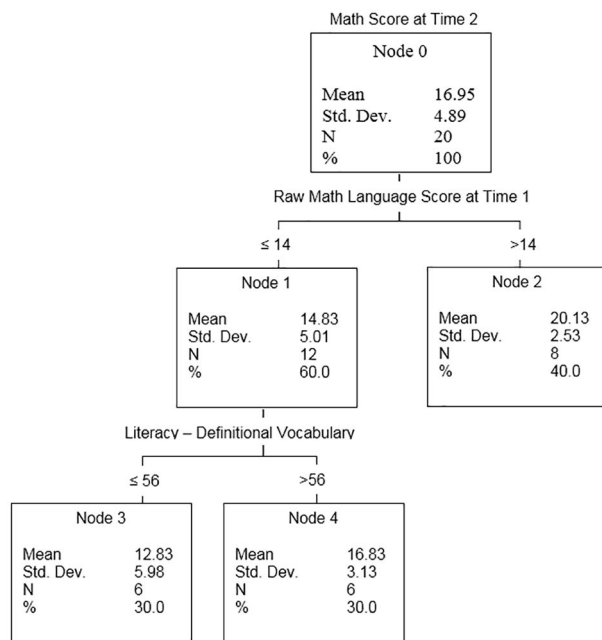 Math Score at Time 2
Node 0
Mean 16.95
Std. Dev. 4.89
N 20
% 100
Raw Math Language Score at Time 1
≤ 14
>14
Node 1
Mean 14.83
Std. Dev. 5.01
N 12
% 60.0
Node 2
Mean 20.13
Std. Dev. 2.53
N 8
% 40.0
Literacy – Definitional Vocabulary
≤ 56
>56
Node 3
Mean 12.83
Std. Dev. 5.98
N 6
% 30.0
Node 4
Mean 16.83
Std. Dev. 3.13
N 6
% 30.0